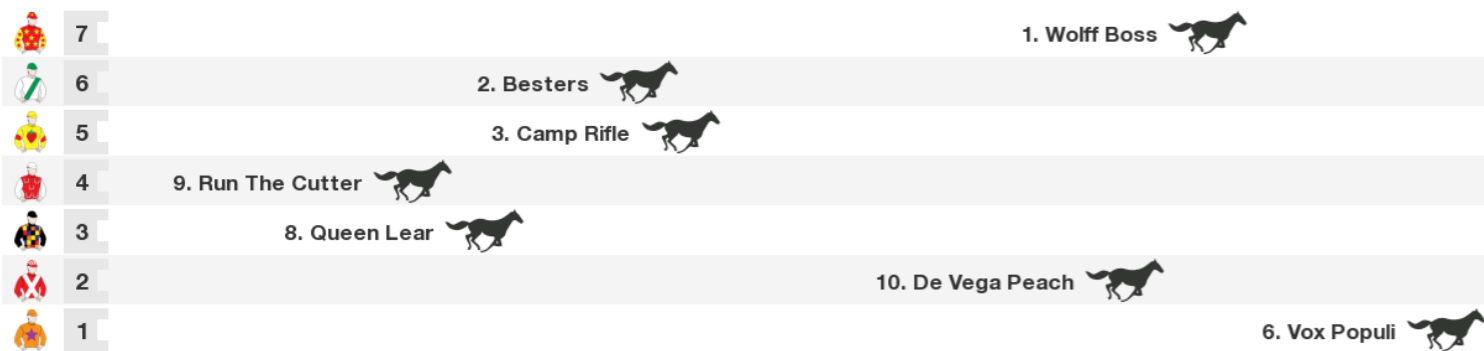 7 1. Wolff Boss
6 2. Besters
5 3. Camp Rifle
4 9. Run The Cutter
3 8. Queen Lear
2 10. De Vega Peach
1 6. Vox Populi